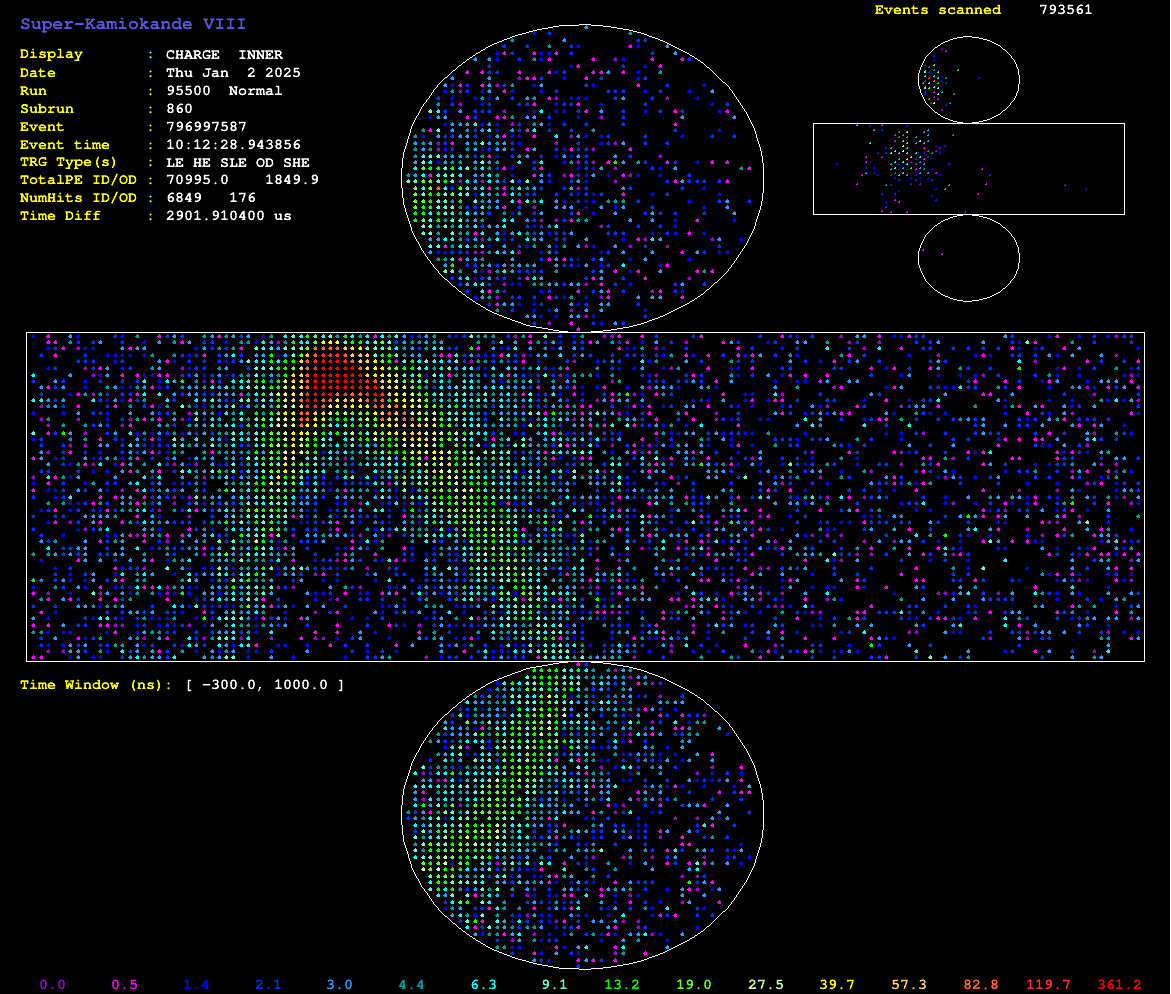 Super-Kamiokande VIII
Events scanned 793561
Display : CHARGE INNER
Date : Thu Jan 2 2025
Run : 95500 Normal
Subrun : 860
Event : 796997587
Event time : 10:12:28.943856
TRG Type(s) : LE HE SLE OD SHE
TotalPE ID/OD : 70995.0 1849.9
NumHits ID/OD : 6849 176
Time Diff : 2901.910400 us
Time Window (ns): [ −300.0, 1000.0 ]
0.0 0.5 1.4 2.1 3.0 4.4 6.3 9.1 13.2 19.0 27.5 39.7 57.3 82.8 119.7 361.2